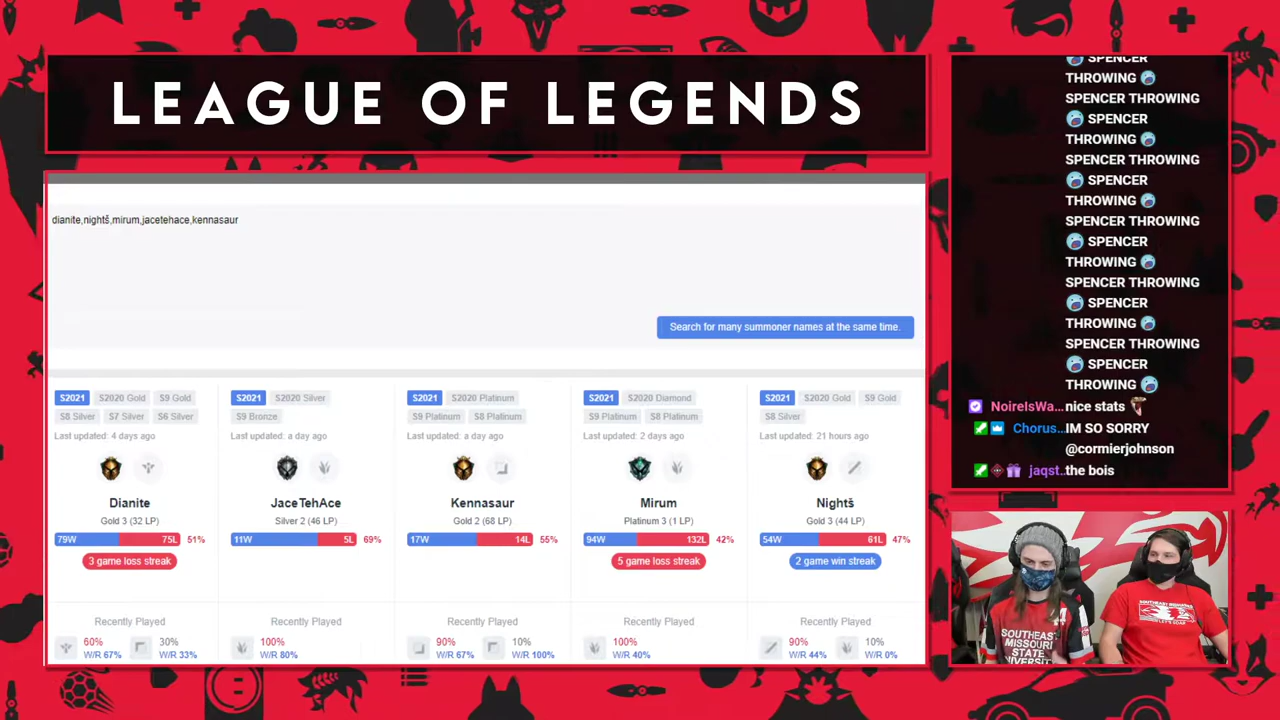 LEAGUE OF LEGENDS
dianite,nightš,mirum,jacetehace,kennasaur
Search for many summoner names at the same time.
S2021 S2020 Gold S9 Gold
S8 Silver S7 Silver S6 Silver
Last updated: 4 days ago
Dianite
Gold 3 (32 LP)
79W 75L 51%
3 game loss streak
Recently Played
60% W/R 67%
30% W/R 33%
S2021 S2020 Silver
S9 Bronze
Last updated: a day ago
JaceTehAce
Silver 2 (46 LP)
11W 5L 69%
Recently Played
100% W/R 80%
S2021 S2020 Platinum
S9 Platinum S8 Platinum
Last updated: a day ago
Kennasaur
Gold 2 (68 LP)
17W 14L 55%
Recently Played
90% W/R 67%
10% W/R 100%
S2021 S2020 Diamond
S9 Platinum S8 Platinum
Last updated: 2 days ago
Mirum
Platinum 3 (1 LP)
94W 132L 42%
5 game loss streak
Recently Played
100% W/R 40%
S2021 S2020 Gold S9 Gold
S8 Silver
Last updated: 21 hours ago
Nightš
Gold 3 (44 LP)
54W 61L 47%
2 game win streak
Recently Played
90% W/R 44%
10% W/R 0%
SPENCER
THROWING
SPENCER THROWING
SPENCER
THROWING
SPENCER THROWING
SPENCER
THROWING
SPENCER THROWING
SPENCER
THROWING
SPENCER THROWING
SPENCER
THROWING
SPENCER THROWING
SPENCER
THROWING
NoireIsWa... nice stats
Chorus... IM SO SORRY
@cormierjohnson
jaqst.. the bois
SOUTHEAST
MISSOURI
STATE